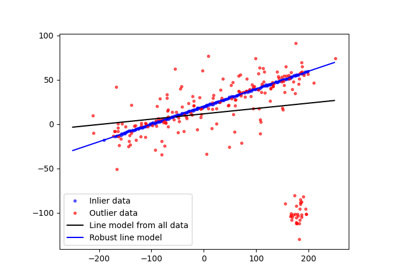 100
50
0
−50
−100
Inlier data
Outlier data
Line model from all data
Robust line model
−200
−100
0
100
200